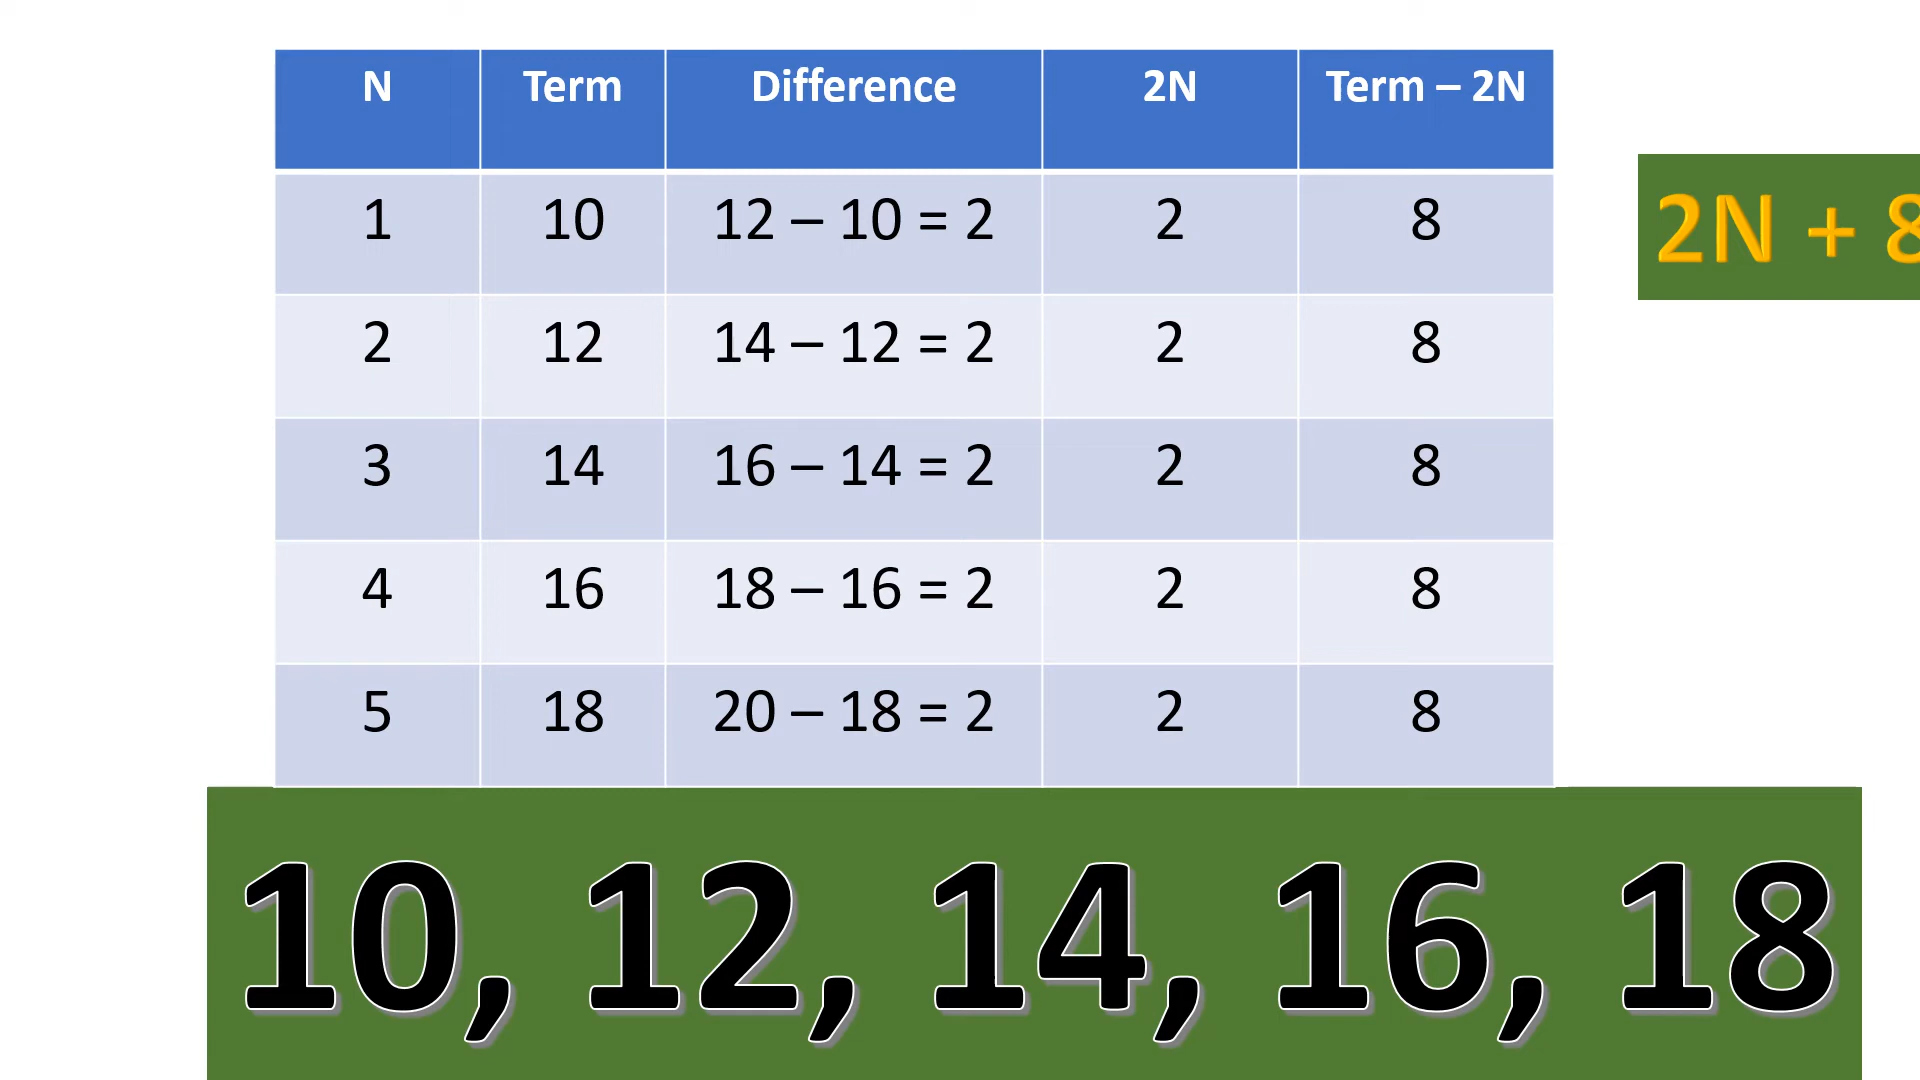 N Term Difference 2N Term – 2N
1 10 12 – 10 = 2 2 8
2N + 8
2 12 14 – 12 = 2 2 8
3 14 16 – 14 = 2 2 8
4 16 18 – 16 = 2 2 8
5 18 20 – 18 = 2 2 8
10, 12, 14, 16, 18